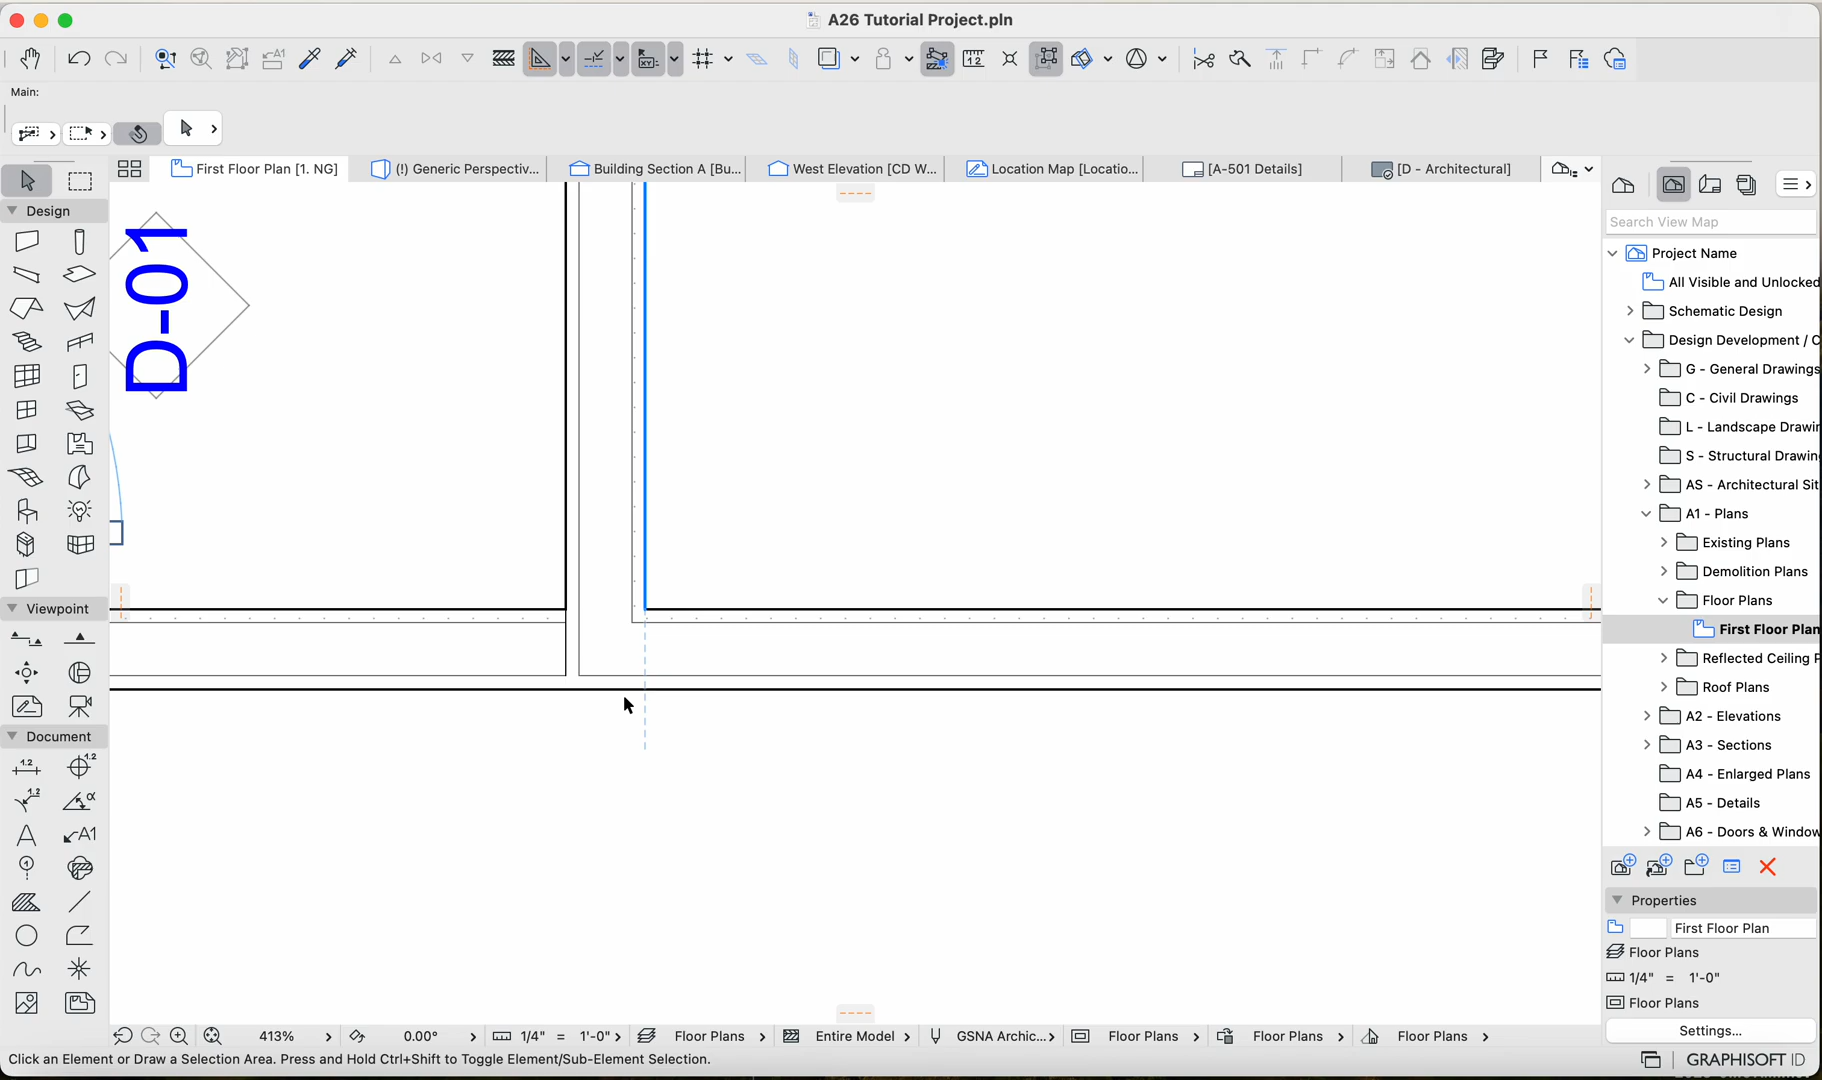 A26 Tutorial Project.pln
Main:
First Floor Plan [1. NG]
(!) Generic Perspectiv...
Building Section A [Bu...
West Elevation [CD W...
Location Map [Locatio...
[A-501 Details]
[D - Architectural]
Design
Viewpoint
Document
D-01
Search View Map
Project Name
All Visible and Unlocked
Schematic Design
Design Development / C
G - General Drawings
C - Civil Drawings
L - Landscape Drawin
S - Structural Drawin
AS - Architectural Sit
A1 - Plans
Existing Plans
Demolition Plans
Floor Plans
First Floor Plan
Reflected Ceiling P
Roof Plans
A2 - Elevations
A3 - Sections
A4 - Enlarged Plans
A5 - Details
A6 - Doors & Window
Properties
First Floor Plan
Floor Plans
1/4" = 1'-0"
Floor Plans
Settings...
413%
0.00°
1/4" = 1'-0"
Floor Plans
Entire Model
GSNA Archic...
Floor Plans
Floor Plans
Floor Plans
Click an Element or Draw a Selection Area. Press and Hold Ctrl+Shift to Toggle Element/Sub-Element Selection.
GRAPHISOFT ID